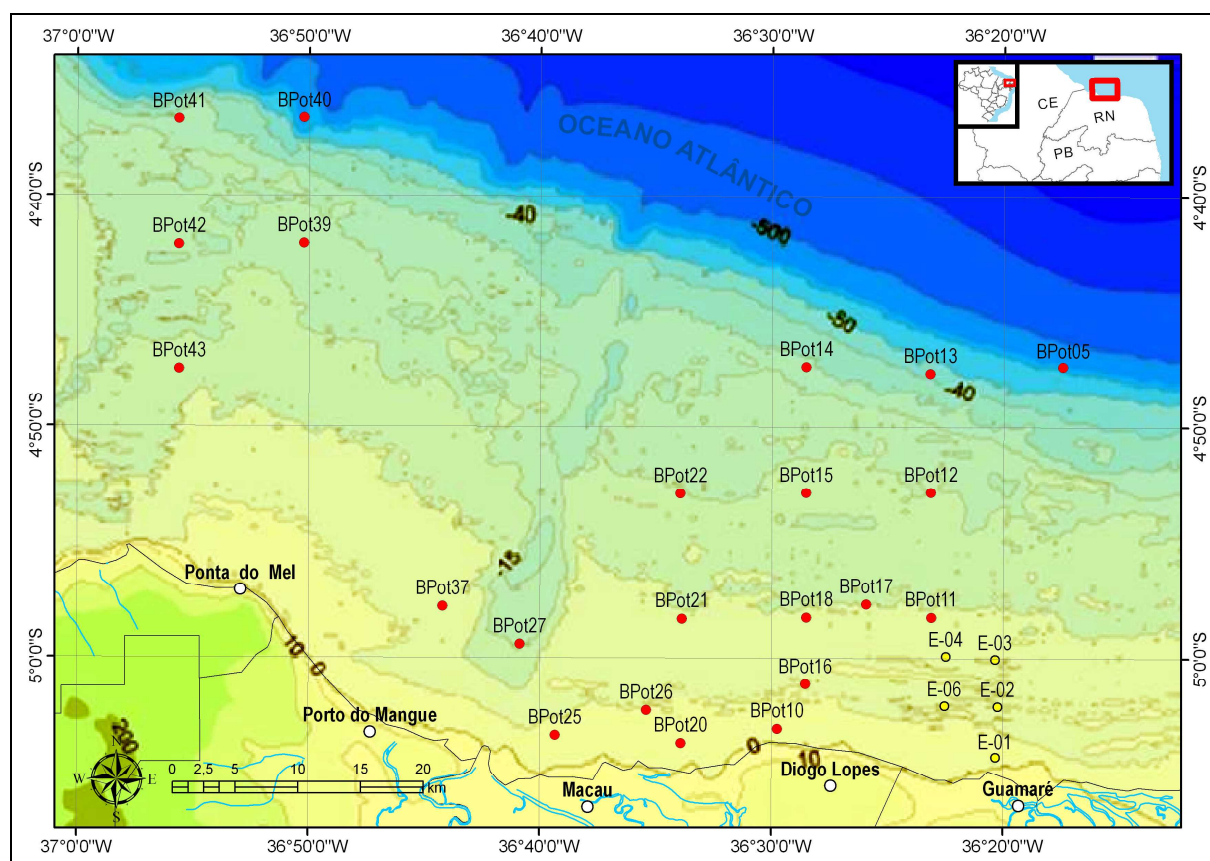 37°0'0"W 36°50'0"W 36°40'0"W 36°30'0"W 36°20'0"W
BPot41 BPot40
CE
RN
PB
OCEANO ATLÂNTICO
4°40'0"S 4°40'0"S
-40
-500
BPot42 BPot39
-50
BPot43 BPot14 BPot13 BPot05
-40
4°50'0"S 4°50'0"S
BPot22 BPot15 BPot12
-15
Ponta do Mel
BPot37 BPot21 BPot18 BPot17 BPot11
BPot27
10 0
5°0'0"S 5°0'0"S
E-04 E-03
BPot16
BPot26 E-06 E-02
Porto do Mangue
BPot25 BPot20 BPot10
200
0 10
E-01
N
W E
S
0 2,5 5 10 15 20
km
Macau
Diogo Lopes
Guamaré
37°0'0"W 36°50'0"W 36°40'0"W 36°30'0"W 36°20'0"W